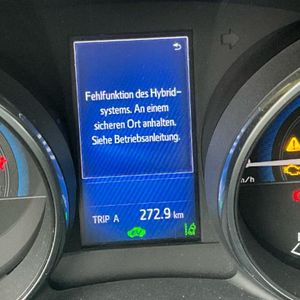 Fehlfunktion des Hybrid-
systems. An einem
sicheren Ort anhalten.
Siehe Betriebsanleitung.
TRIP A 272.9 km